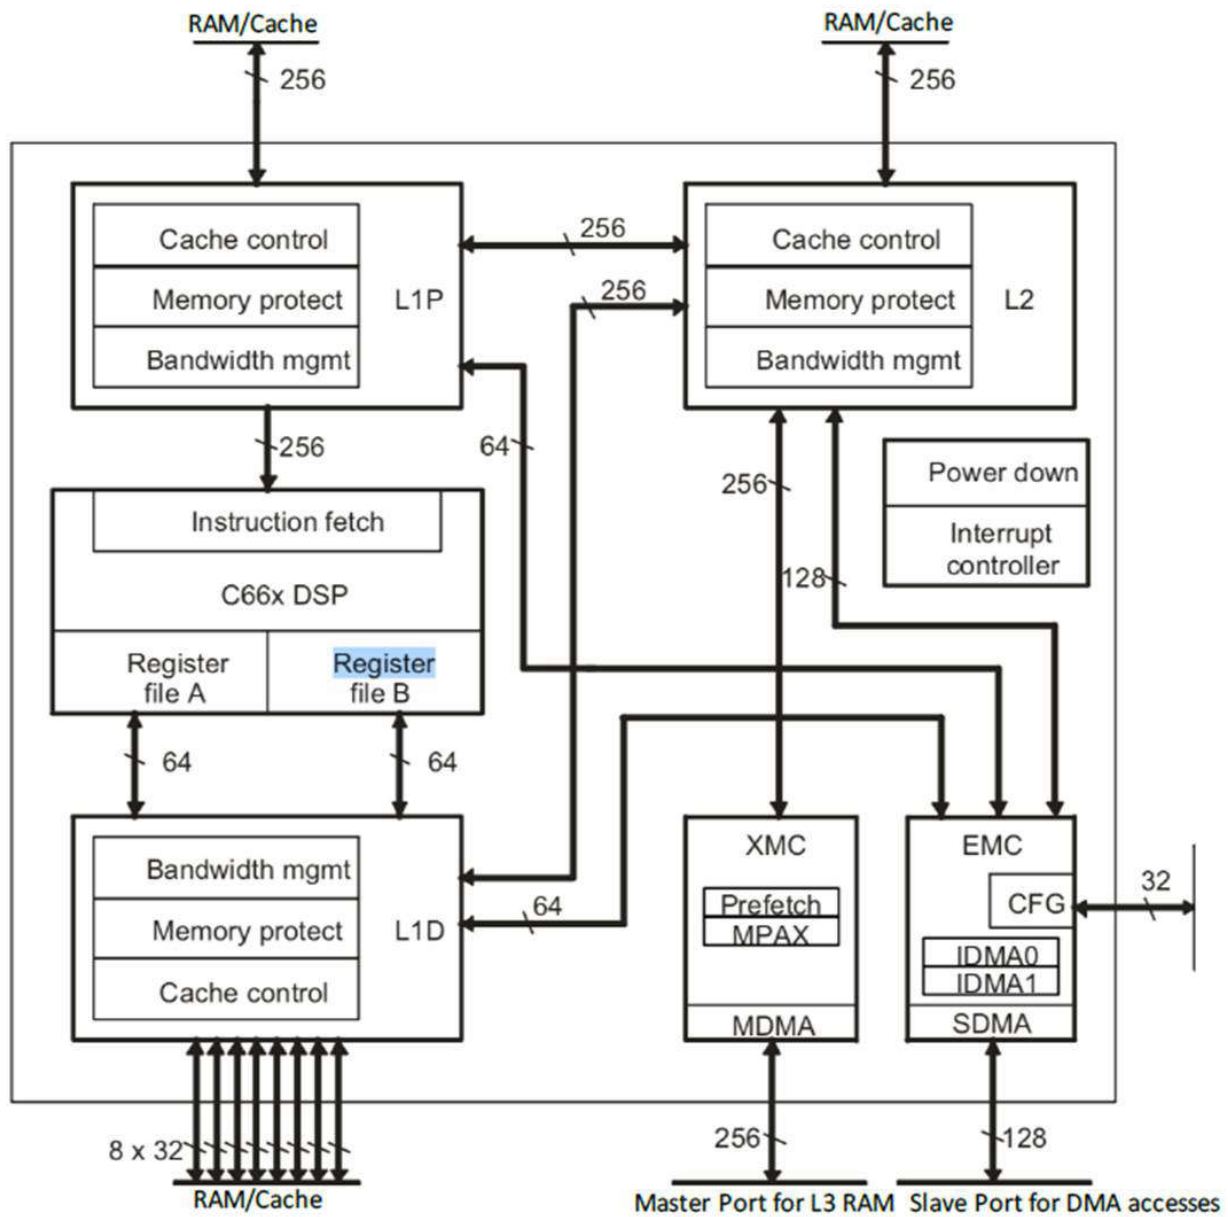 RAM/Cache
RAM/Cache
256
256
Cache control
Memory protect
Bandwidth mgmt
L1P
256
256
Cache control
Memory protect
Bandwidth mgmt
L2
256
64
256
128
Power down
Interrupt
controller
Instruction fetch
C66x DSP
Register
file A
Register
file B
64
64
Bandwidth mgmt
Memory protect
Cache control
L1D
64
XMC
Prefetch
MPAX
MDMA
EMC
CFG
IDMA0
IDMA1
SDMA
32
8 x 32
256
128
RAM/Cache
Master Port for L3 RAM
Slave Port for DMA accesses